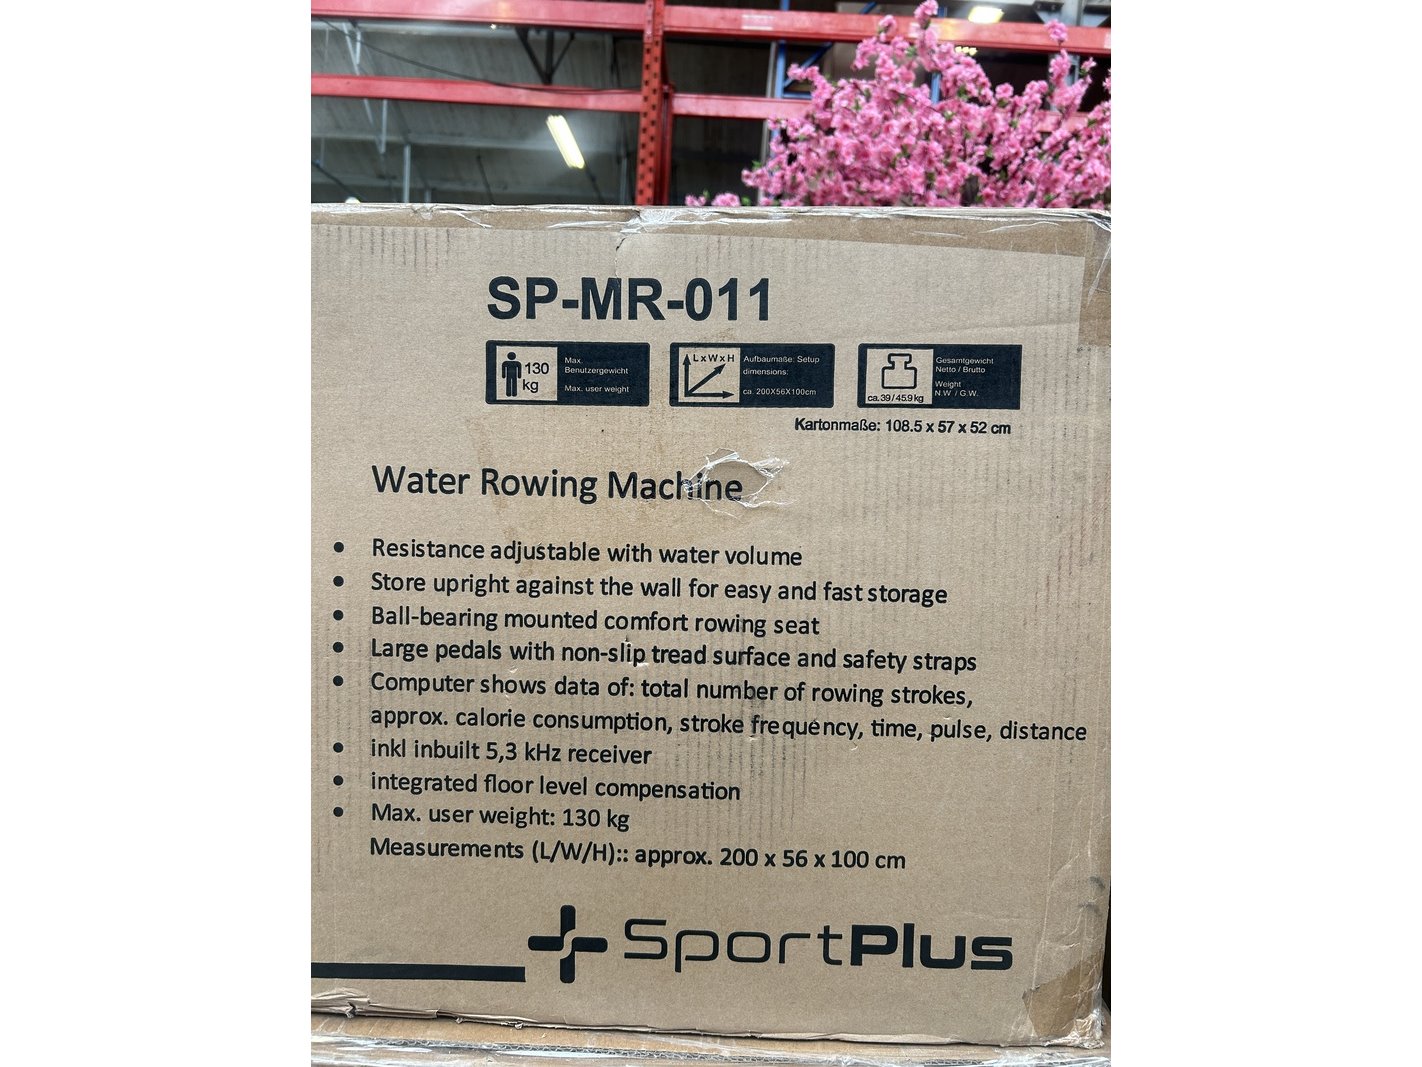 SP-MR-011
130
kg
Max.
Benutzergewicht
Max. user weight
LxWxH
Aufbaumaße: Setup
dimensions:
ca. 200X56X100cm
ca. 39 / 45.9 kg
Gesamtgewicht
Netto / Brutto
Weight
N.W / G.W.
Kartonmaße: 108.5 x 57 x 52 cm
Water Rowing Machine
• Resistance adjustable with water volume
• Store upright against the wall for easy and fast storage
• Ball-bearing mounted comfort rowing seat
• Large pedals with non-slip tread surface and safety straps
• Computer shows data of: total number of rowing strokes,
approx. calorie consumption, stroke frequency, time, pulse, distance
• inkl inbuilt 5,3 kHz receiver
• integrated floor level compensation
• Max. user weight: 130 kg
Measurements (L/W/H):: approx. 200 x 56 x 100 cm
SportPlus